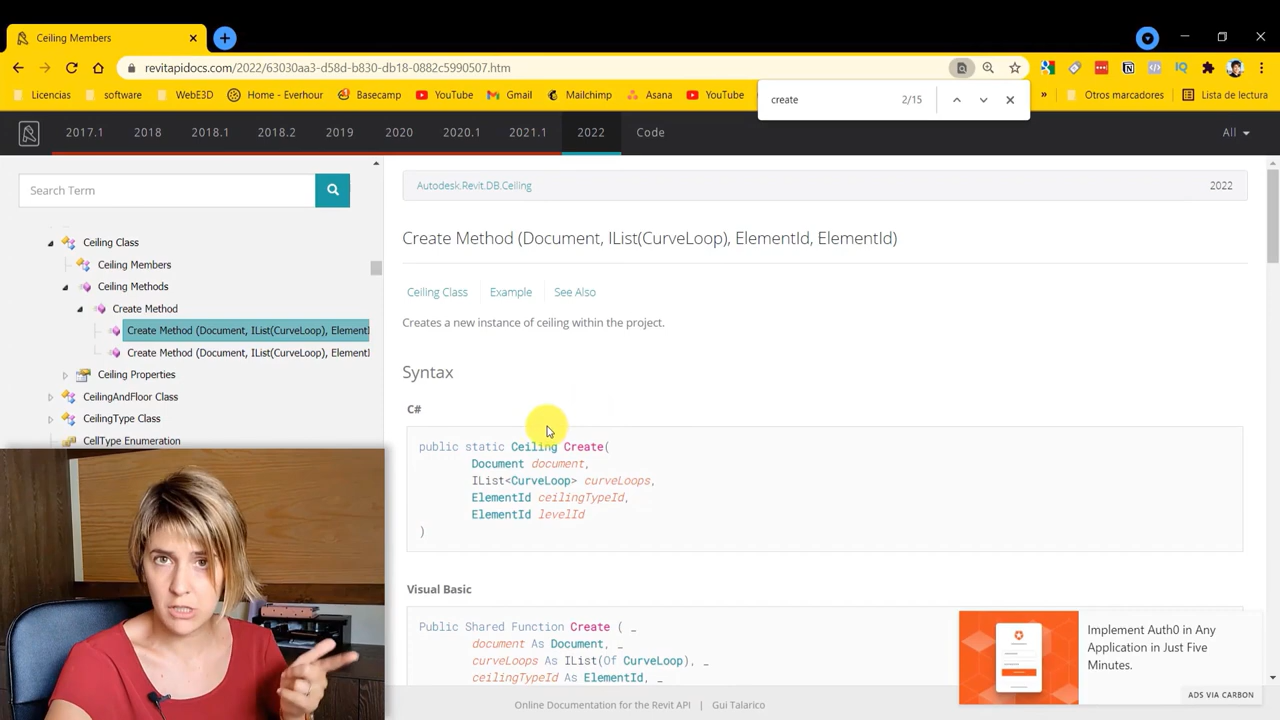 Ceiling Members
revitapidocs.com/2022/63030aa3-d58d-b830-db18-0882c5990507.htm
Licencias
software
WebE3D
Home - Everhour
Basecamp
YouTube
Gmail
Mailchimp
Asana
YouTube
»
Otros marcadores
Lista de lectura
create
2/15
2017.1
2018
2018.1
2018.2
2019
2020
2020.1
2021.1
2022
Code
All
Search Term
Ceiling Class
Ceiling Members
Ceiling Methods
Create Method
Create Method (Document, IList(CurveLoop), Element
Create Method (Document, IList(CurveLoop), Element
Ceiling Properties
CeilingAndFloor Class
CeilingType Class
CellType Enumeration
Autodesk.Revit.DB.Ceiling
2022
Create Method (Document, IList(CurveLoop), ElementId, ElementId)
Ceiling Class
Example
See Also
Creates a new instance of ceiling within the project.
Syntax
C#
public static Ceiling Create(
Document document,
IList<CurveLoop> curveLoops,
ElementId ceilingTypeId,
ElementId levelId
)
Visual Basic
Public Shared Function Create ( _
document As Document, _
curveLoops As IList(Of CurveLoop), _
ceilingTypeId As ElementId, _
Implement Auth0 in Any
Application in Just Five
Minutes.
ADS VIA CARBON
Online Documentation for the Revit API | Gui Talarico